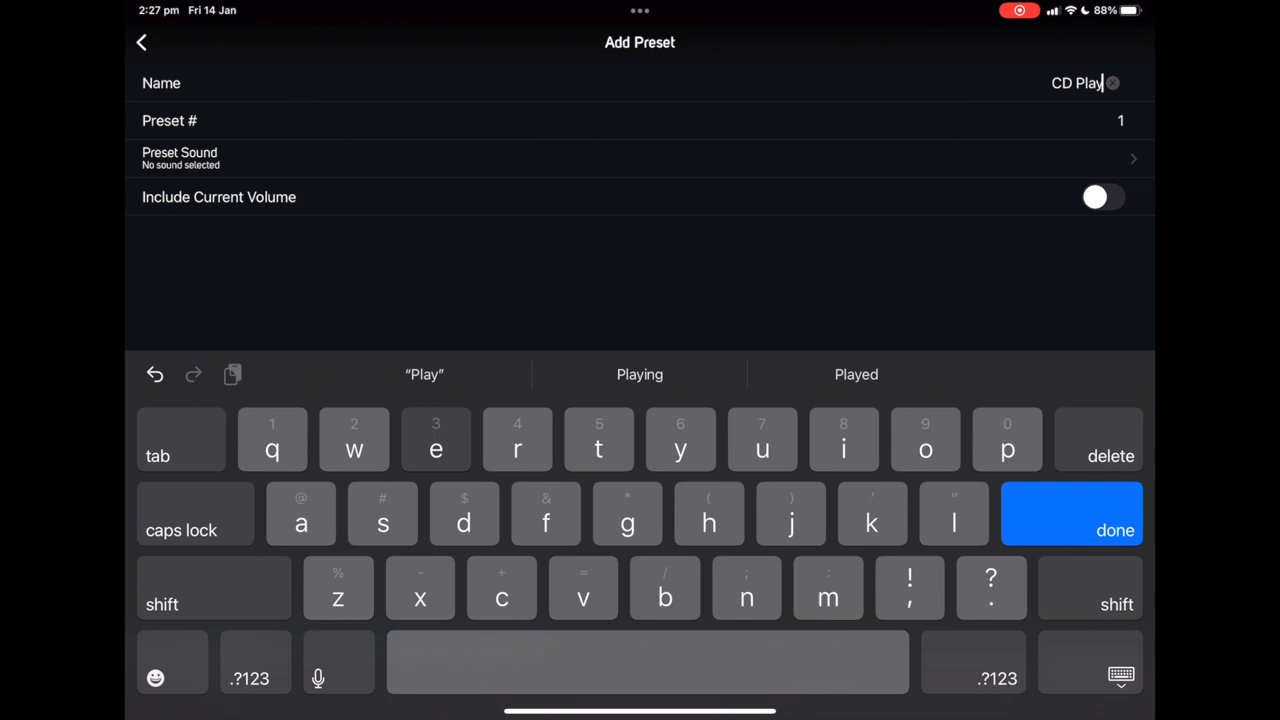 2:27 pm Fri 14 Jan
88%
Add Preset
Name CD Play
Preset # 1
Preset Sound
No sound selected
Include Current Volume
“Play” Playing Played
1 2 3 4 5 6 7 8 9 0
tab q w e r t y u i o p delete
@ # $ & * ( ) ' "
caps lock a s d f g h j k l done
% - + = / ; : ! ?
shift z x c v b n m , . shift
.?123 .?123